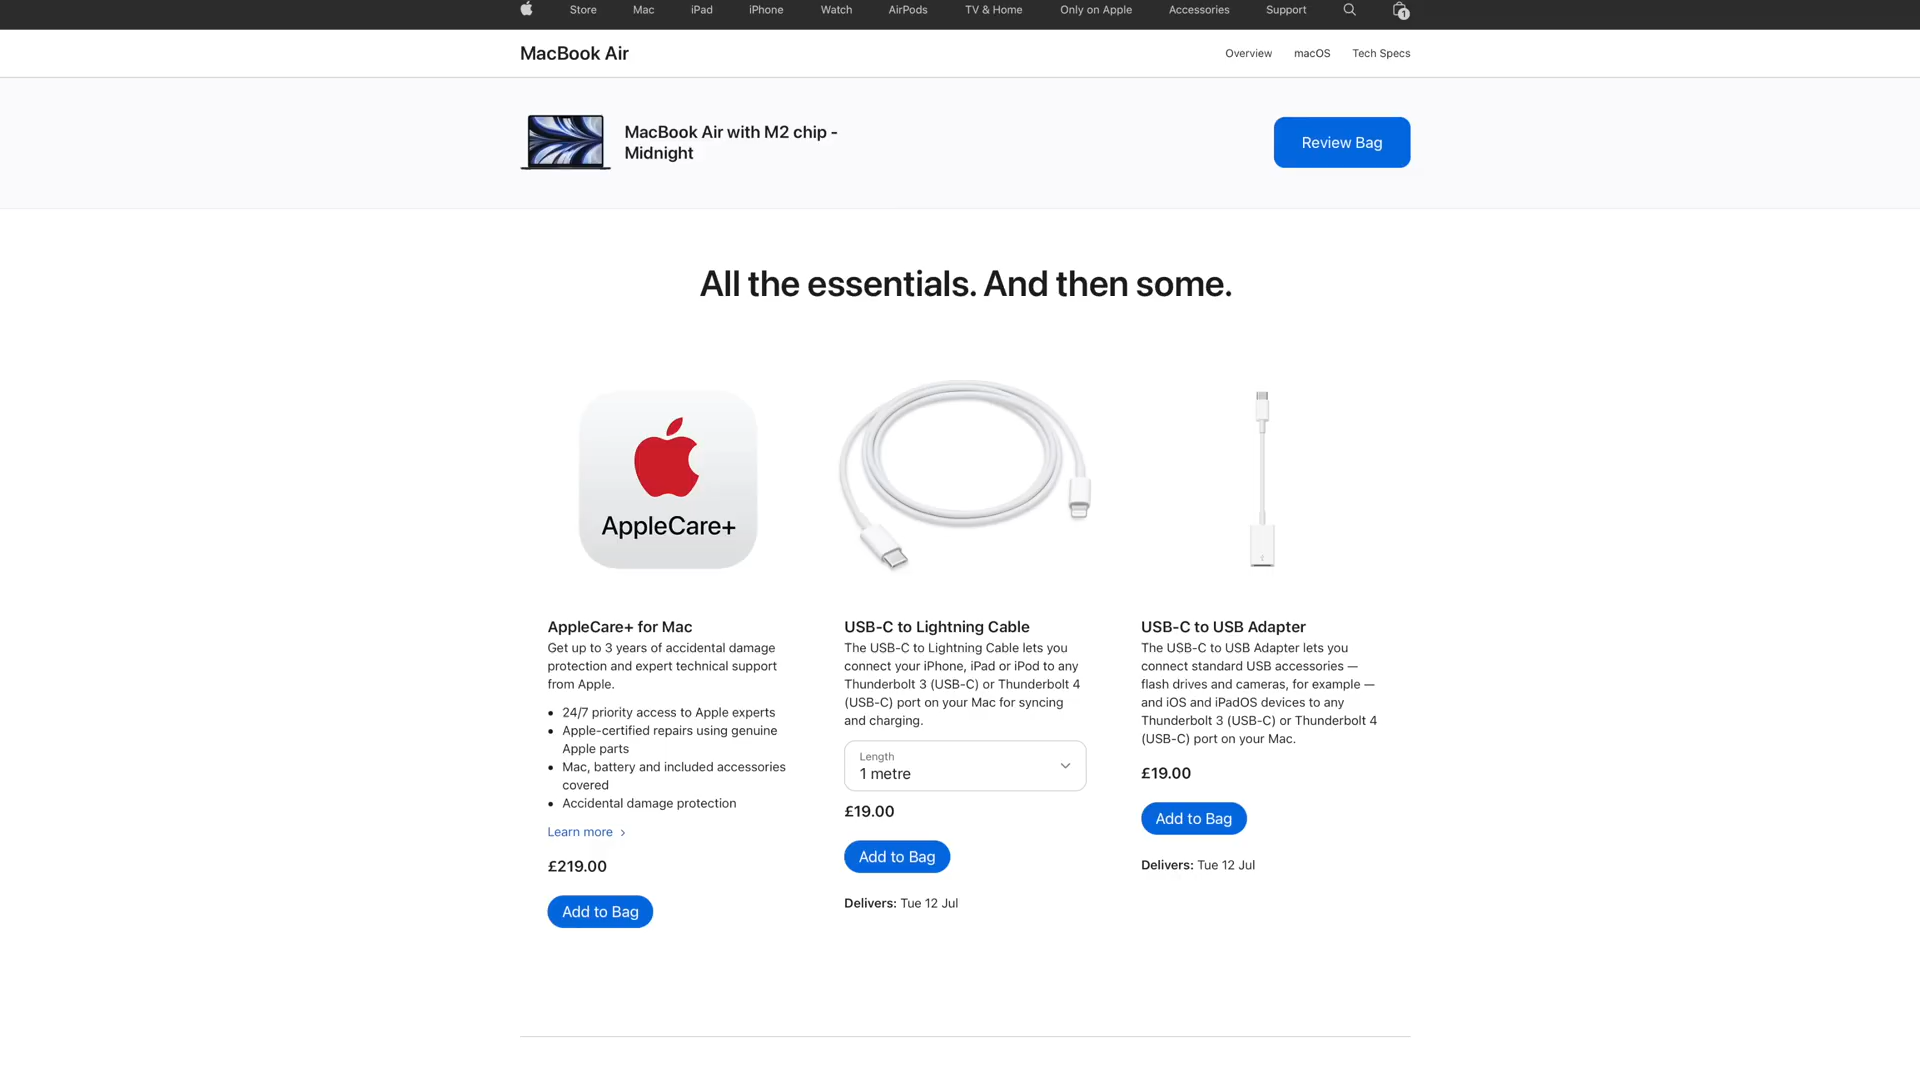 Store Mac iPad iPhone Watch AirPods TV & Home Only on Apple Accessories Support 1
MacBook Air
Overview macOS Tech Specs
MacBook Air with M2 chip -
Midnight
Review Bag
All the essentials. And then some.
AppleCare+
AppleCare+ for Mac
Get up to 3 years of accidental damage
protection and expert technical support
from Apple.
• 24/7 priority access to Apple experts
• Apple-certified repairs using genuine
Apple parts
• Mac, battery and included accessories
covered
• Accidental damage protection
Learn more >
£219.00
Add to Bag
USB-C to Lightning Cable
The USB-C to Lightning Cable lets you
connect your iPhone, iPad or iPod to any
Thunderbolt 3 (USB-C) or Thunderbolt 4
(USB-C) port on your Mac for syncing
and charging.
Length
1 metre
£19.00
Add to Bag
Delivers: Tue 12 Jul
USB-C to USB Adapter
The USB-C to USB Adapter lets you
connect standard USB accessories —
flash drives and cameras, for example —
and iOS and iPadOS devices to any
Thunderbolt 3 (USB-C) or Thunderbolt 4
(USB-C) port on your Mac.
£19.00
Add to Bag
Delivers: Tue 12 Jul